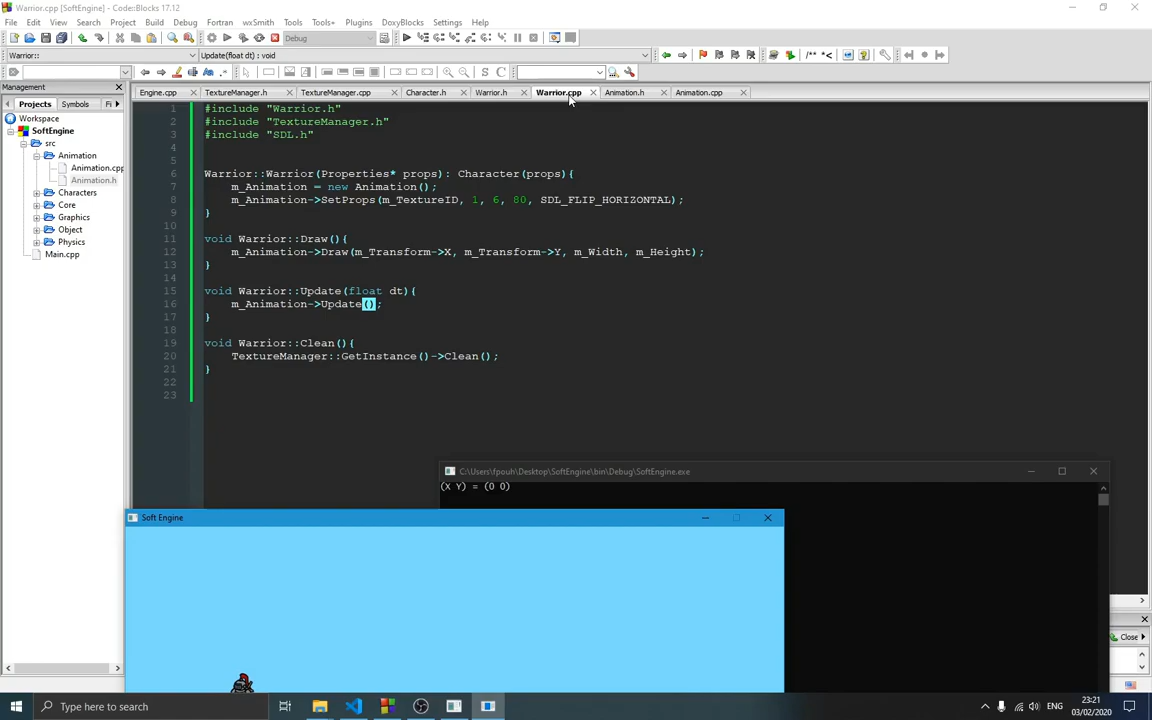 Warrior.cpp [SoftEngine] - Code::Blocks 17.12
File Edit View Search Project Build Debug Fortran wxSmith Tools Tools+ Plugins DoxyBlocks Settings Help
Debug
/** *<
Warrior:: Update(float dt) : void
S C
Management
Engine.cpp TextureManager.h TextureManager.cpp Character.h Warrior.h Warrior.cpp Animation.h Animation.cpp
Projects Symbols Fi
Workspace
SoftEngine
src
Animation
Animation.cpp
Animation.h
Characters
Core
Graphics
Object
Physics
Main.cpp
1 #include "Warrior.h"
2 #include "TextureManager.h"
3 #include "SDL.h"
4
5
6 Warrior::Warrior(Properties* props): Character(props){
7 m_Animation = new Animation();
8 m_Animation->SetProps(m_TextureID, 1, 6, 80, SDL_FLIP_HORIZONTAL);
9 }
10
11 void Warrior::Draw(){
12 m_Animation->Draw(m_Transform->X, m_Transform->Y, m_Width, m_Height);
13 }
14
15 void Warrior::Update(float dt){
16 m_Animation->Update();
17 }
18
19 void Warrior::Clean(){
20 TextureManager::GetInstance()->Clean();
21 }
22
23
C:\Users\fpouh\Desktop\SoftEngine\bin\Debug\SoftEngine.exe
(X Y) = (0 0)
Soft Engine
Close
Type here to search
ENG
23:21
03/02/2020